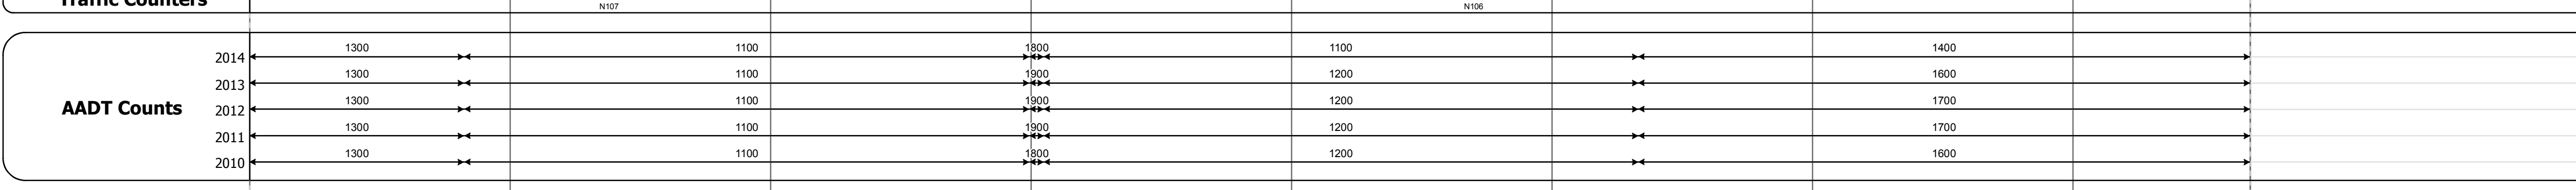 Traffic Counters
N107 N106
2014 1300 1100 1800 1100 1400
2013 1300 1100 1900 1200 1600
AADT Counts
2012 1300 1100 1900 1200 1700
2011 1300 1100 1900 1200 1700
2010 1300 1100 1800 1200 1600